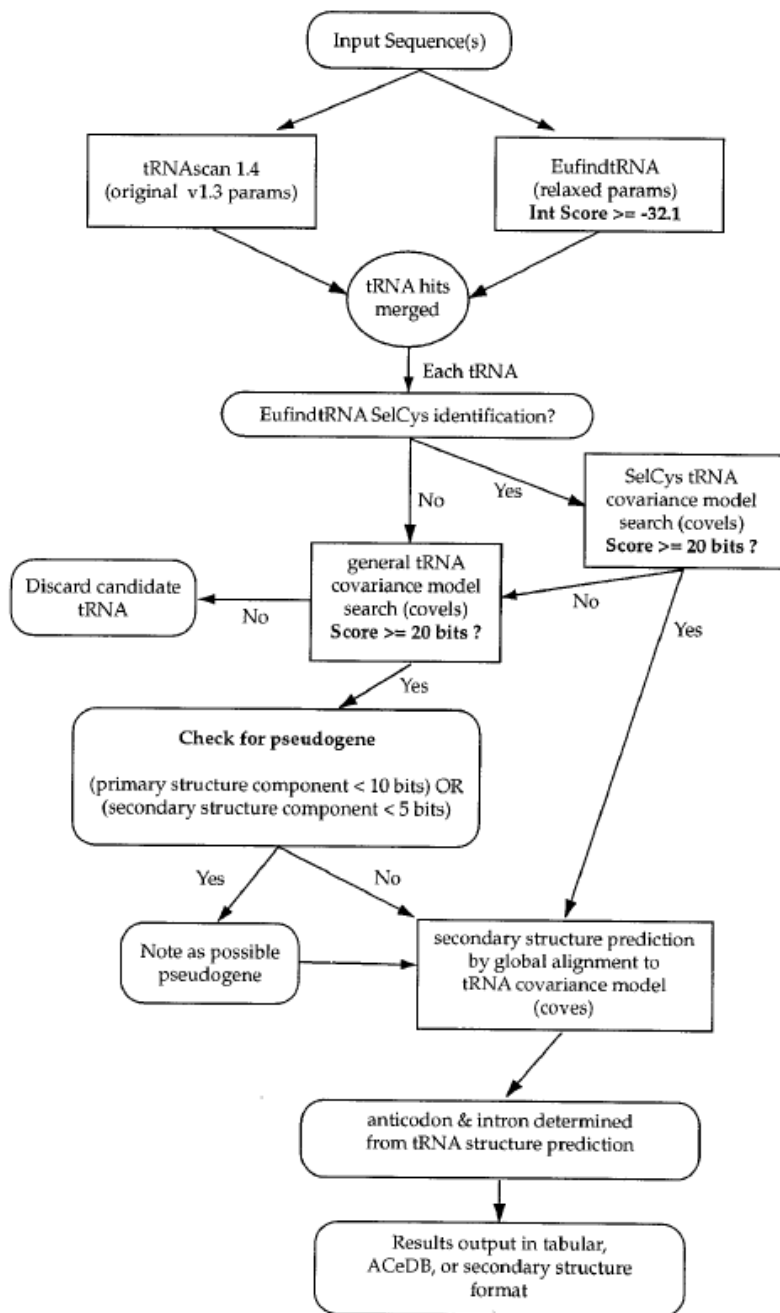 Input Sequence(s)
tRNAscan 1.4
(original v1.3 params)
EufindtRNA
(relaxed params)
Int Score >= -32.1
tRNA hits
merged
Each tRNA
EufindtRNA SelCys identification?
No
Yes
SelCys tRNA
covariance model
search (covels)
Score >= 20 bits ?
general tRNA
covariance model
search (covels)
Score >= 20 bits ?
Discard candidate
tRNA
No
No
Yes
Yes
Check for pseudogene
(primary structure component < 10 bits) OR
(secondary structure component < 5 bits)
Yes
No
Note as possible
pseudogene
secondary structure prediction
by global alignment to
tRNA covariance model
(coves)
anticodon & intron determined
from tRNA structure prediction
Results output in tabular,
ACeDB, or secondary structure
format